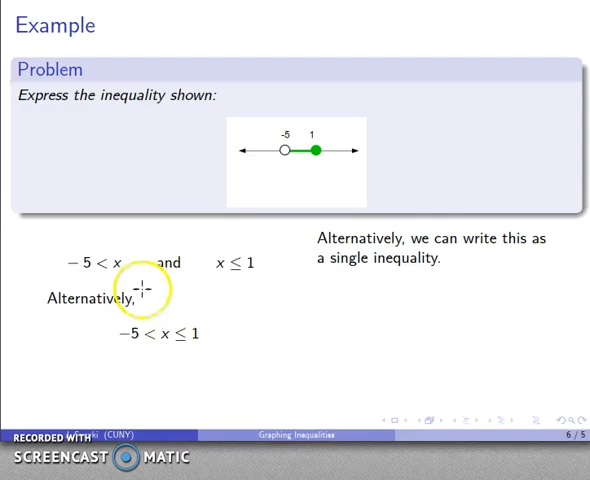 Example
Problem
Express the inequality shown:
-5 1
− 5 < x and x ≤ 1
Alternatively,
−5 < x ≤ 1
Alternatively, we can write this as
a single inequality.
(CUNY) Graphing Inequalities 6 / 5
RECORDED WITH
SCREENCAST MATIC